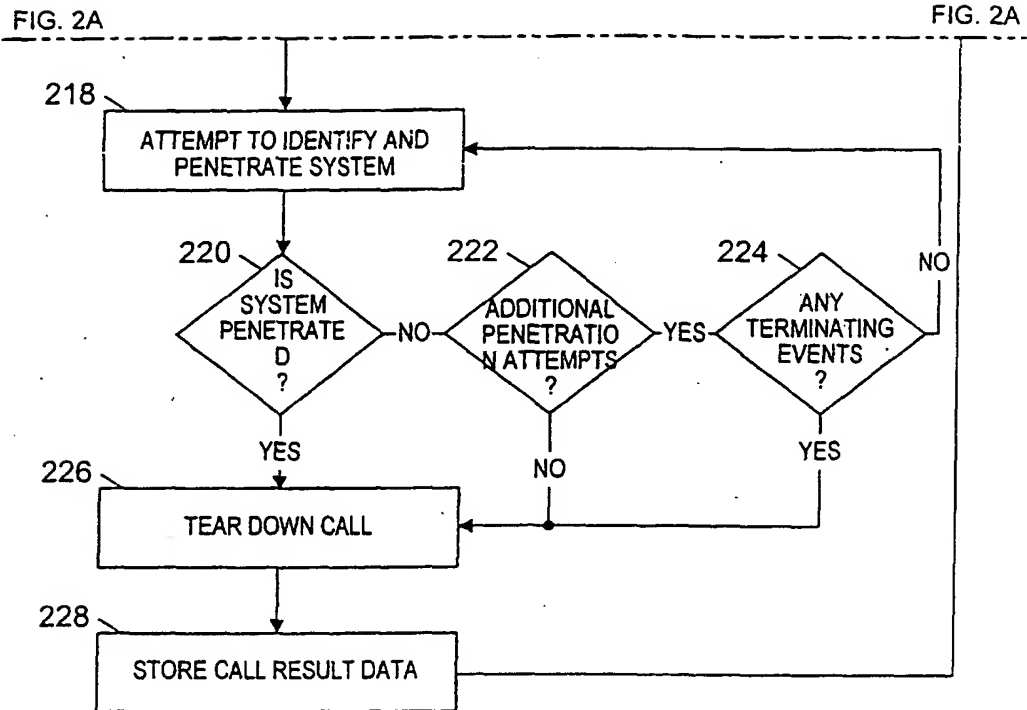 FIG. 2A
FIG. 2A
218
ATTEMPT TO IDENTIFY AND
PENETRATE SYSTEM
220
IS
SYSTEM
PENETRATE
D
?
NO
222
ADDITIONAL
PENETRATIO
N ATTEMPTS
?
YES
224
ANY
TERMINATING
EVENTS
?
NO
YES
NO
YES
226
TEAR DOWN CALL
228
STORE CALL RESULT DATA